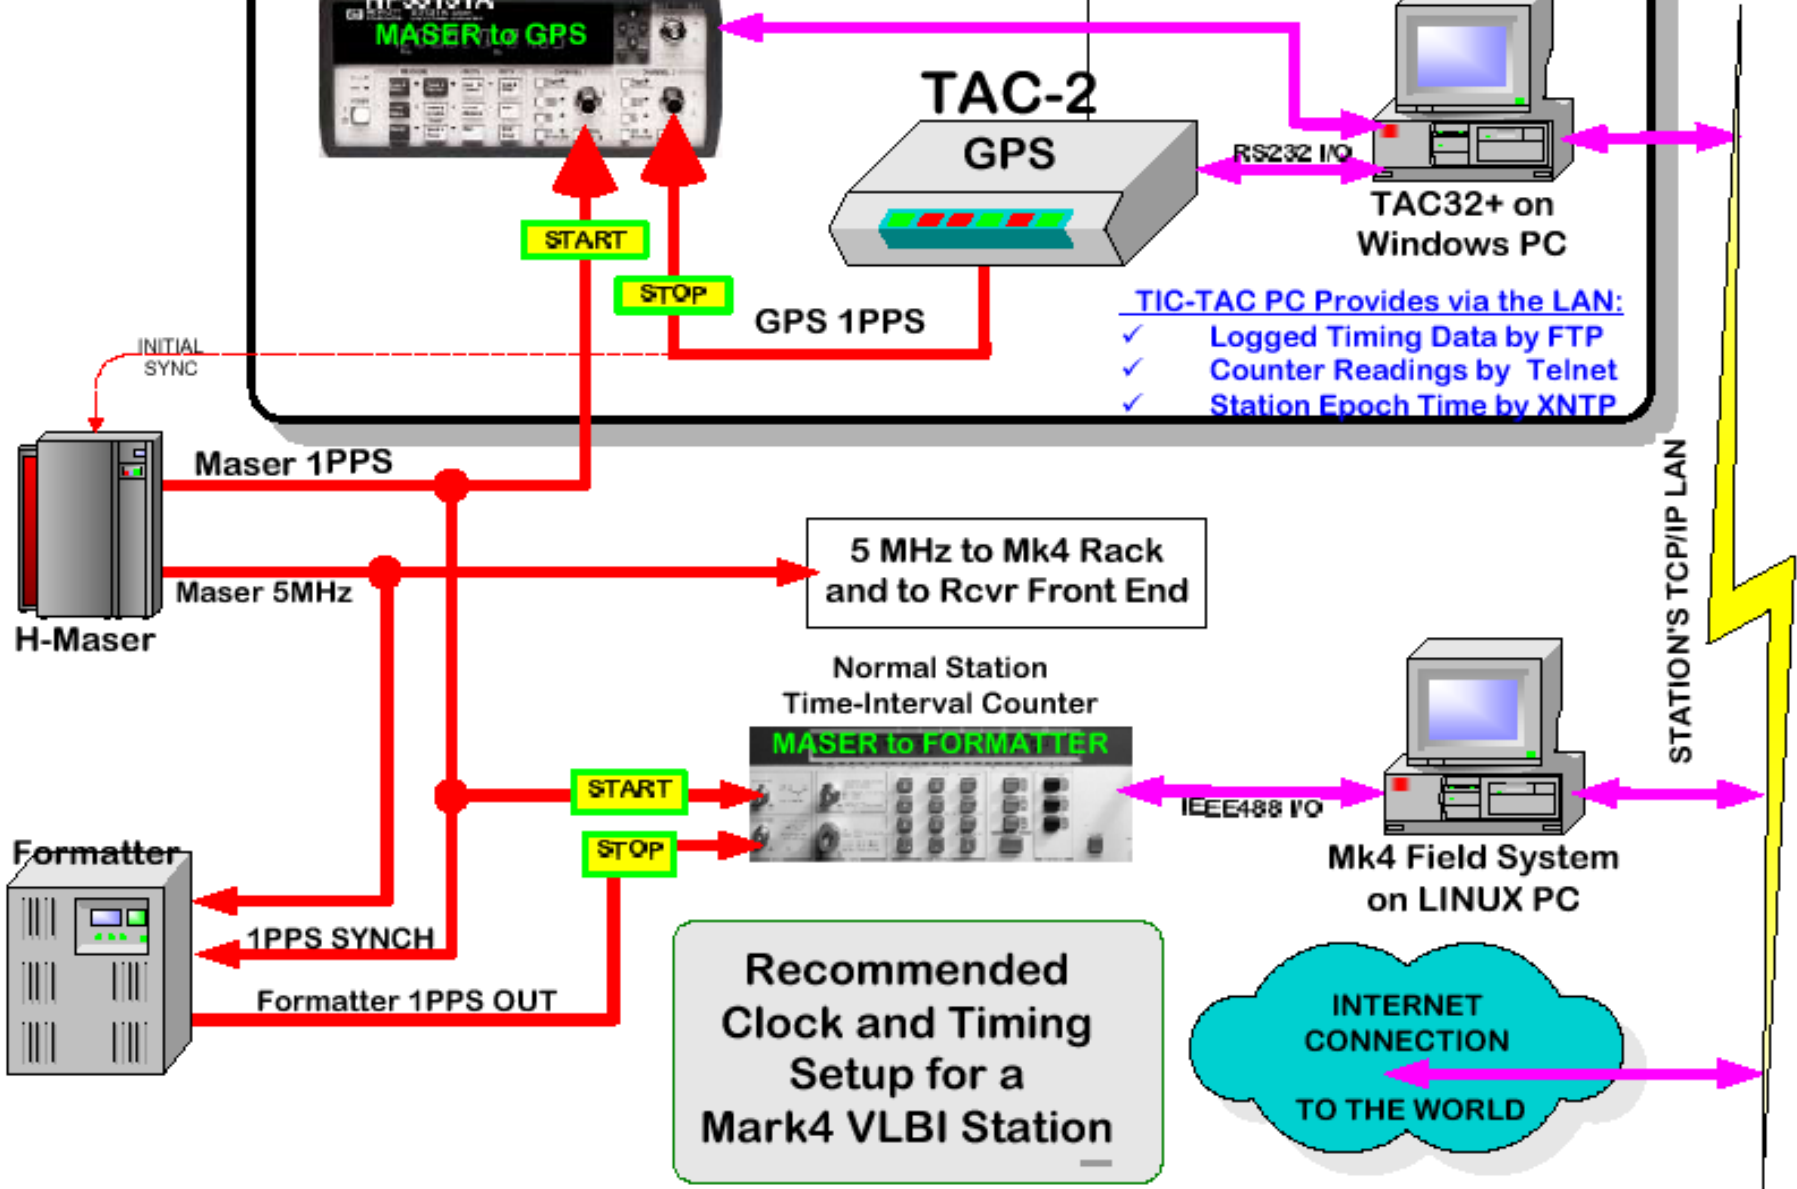 MASER to GPS
TAC-2
GPS
RS232 I/O
TAC32+ on
Windows PC
START
STOP
GPS 1PPS
TIC-TAC PC Provides via the LAN:
✓ Logged Timing Data by FTP
✓ Counter Readings by Telnet
✓ Station Epoch Time by XNTP
INITIAL
SYNC
Maser 1PPS
Maser 5MHz
H-Maser
5 MHz to Mk4 Rack
and to Rcvr Front End
STATION'S TCP/IP LAN
Normal Station
Time-Interval Counter
MASER to FORMATTER
START
STOP
IEEE488 I/O
Mk4 Field System
on LINUX PC
Formatter
1PPS SYNCH
Formatter 1PPS OUT
Recommended
Clock and Timing
Setup for a
Mark4 VLBI Station
INTERNET
CONNECTION
TO THE WORLD